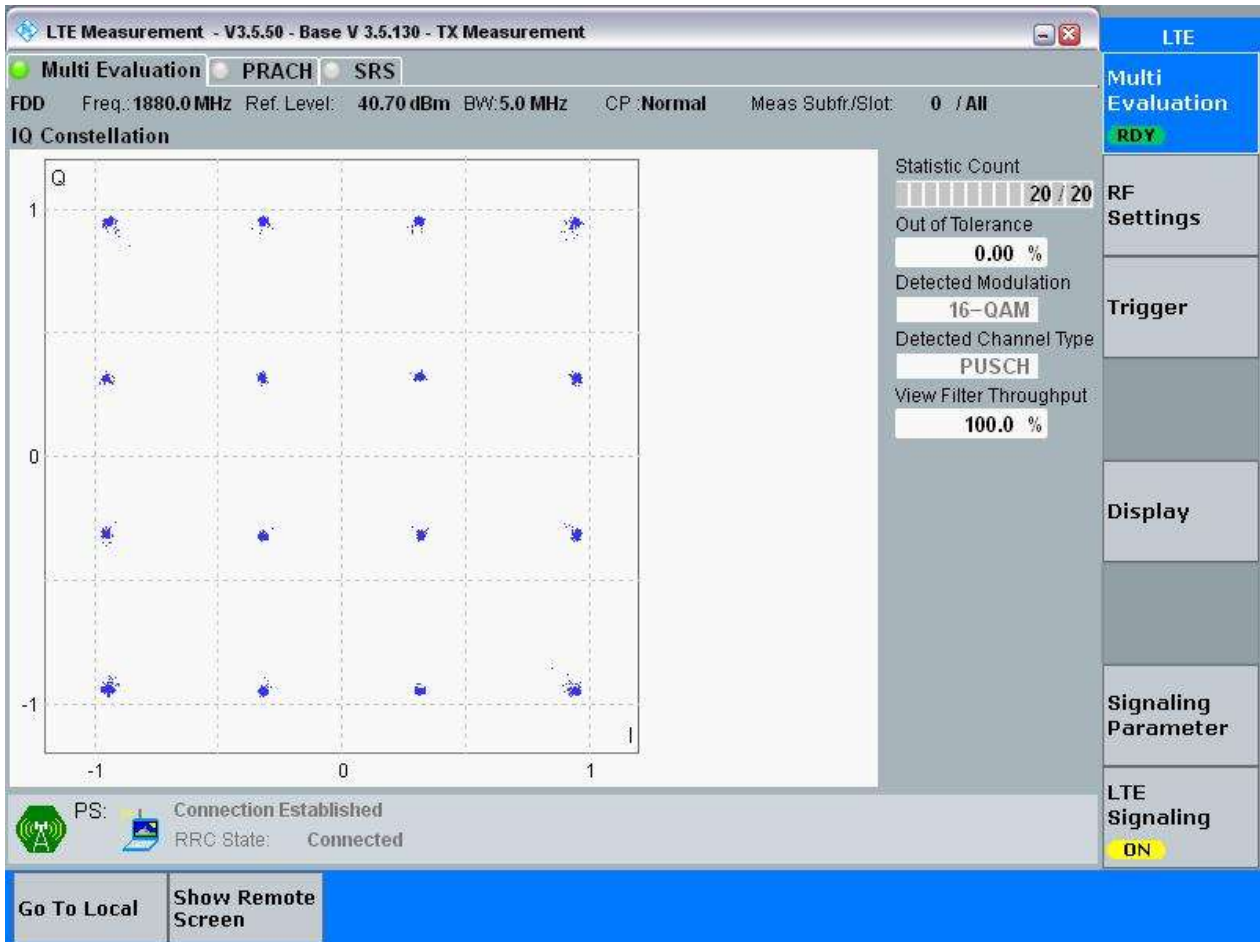 LTE Measurement - V3.5.50 - Base V 3.5.130 - TX Measurement
LTE
Multi Evaluation PRACH SRS
FDD Freq.: 1880.0 MHz Ref. Level: 40.70 dBm BW: 5.0 MHz CP : Normal Meas Subfr./Slot: 0 / All
IQ Constellation
Q
1
0
-1
I
-1 0 1
Statistic Count
20 / 20
Out of Tolerance
0.00 %
Detected Modulation
16-QAM
Detected Channel Type
PUSCH
View Filter Throughput
100.0 %
Multi
Evaluation
RDY
RF
Settings
Trigger
Display
Signaling
Parameter
LTE
Signaling
ON
PS: Connection Established
RRC State: Connected
Go To Local
Show Remote
Screen